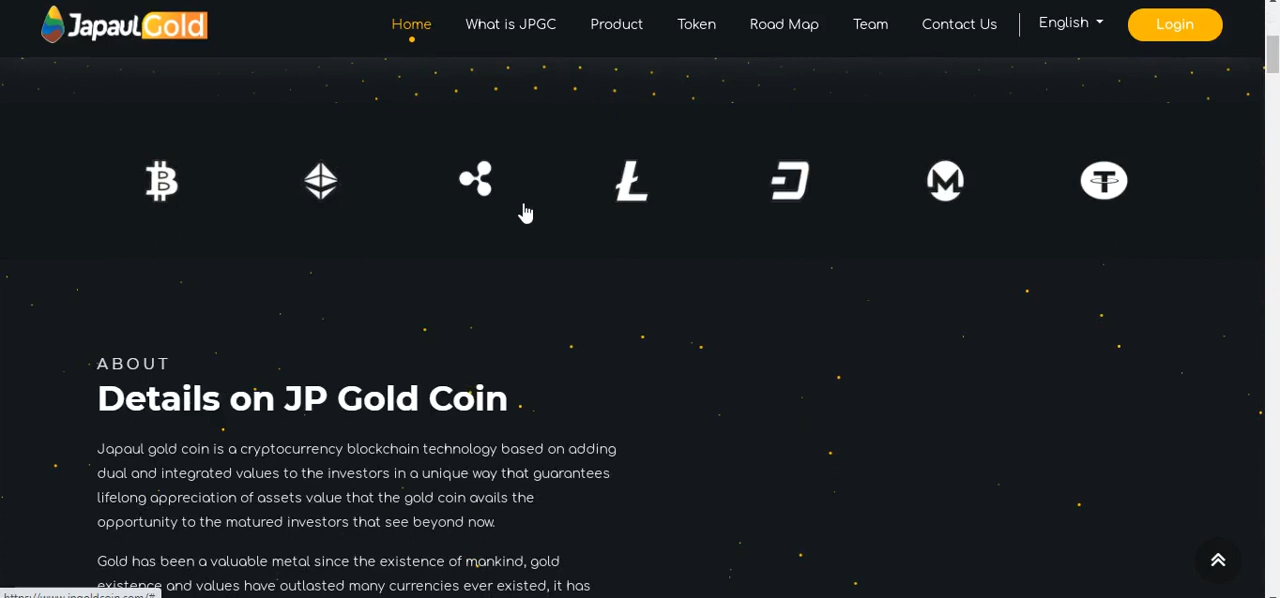 JapaulGold
Home What is JPGC Product Token Road Map Team Contact Us English Login
ABOUT
Details on JP Gold Coin
Japaul gold coin is a cryptocurrency blockchain technology based on adding
dual and integrated values to the investors in a unique way that guarantees
lifelong appreciation of assets value that the gold coin avails the
opportunity to the matured investors that see beyond now.
Gold has been a valuable metal since the existence of mankind, gold
existence and values have outlasted many currencies ever existed, it has